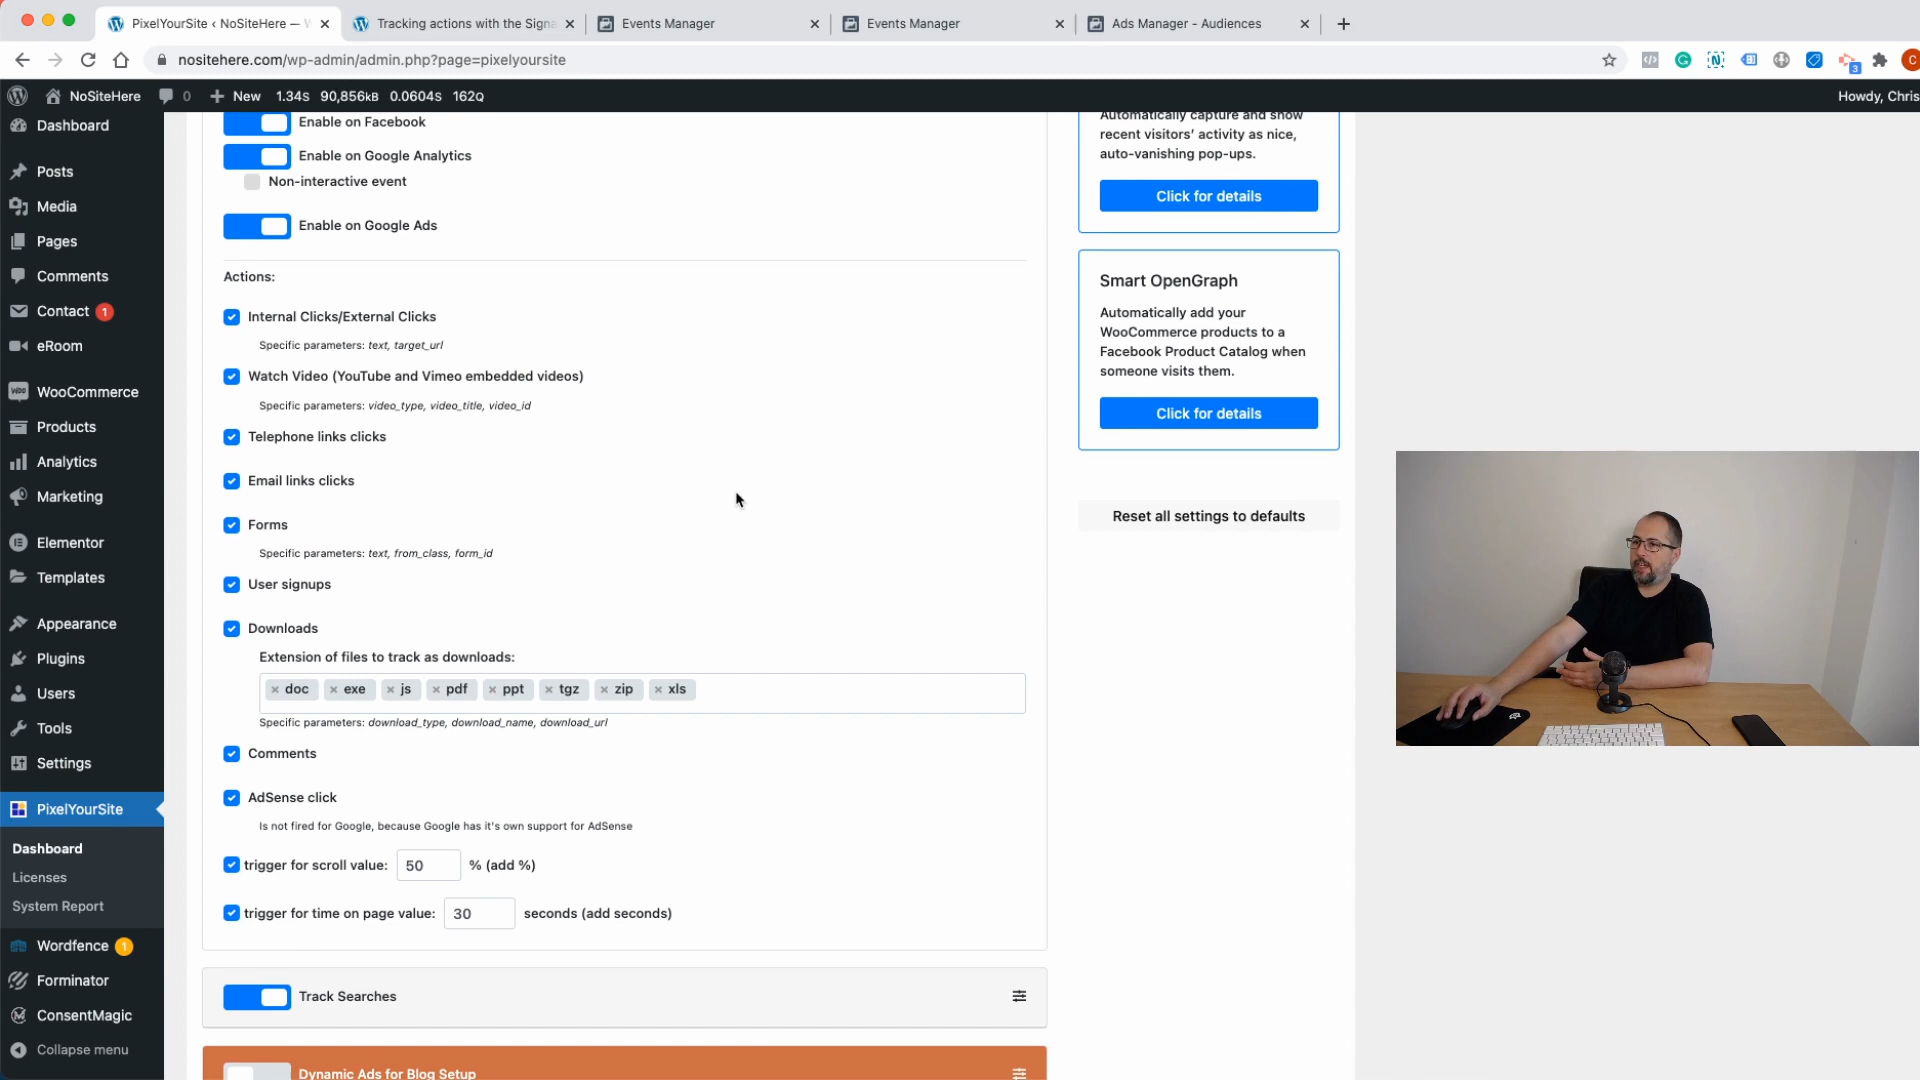 PixelYourSite ‹ NoSiteHere — W
Tracking actions with the Signa
Events Manager
Events Manager
Ads Manager - Audiences
nositehere.com/wp-admin/admin.php?page=pixelyoursite
3
C
NoSiteHere
0
New
1.34S 90,856KB 0.0604S 162Q
Howdy, Chris
Dashboard
Posts
Media
Pages
Comments
Contact 1
eRoom
WooCommerce
Products
Analytics
Marketing
Elementor
Templates
Appearance
Plugins
Users
Tools
Settings
PixelYourSite
Dashboard
Licenses
System Report
Wordfence 1
Forminator
ConsentMagic
Collapse menu
Enable on Facebook
Enable on Google Analytics
Non-interactive event
Enable on Google Ads
Actions:
Internal Clicks/External Clicks
Specific parameters: text, target_url
Watch Video (YouTube and Vimeo embedded videos)
Specific parameters: video_type, video_title, video_id
Telephone links clicks
Email links clicks
Forms
Specific parameters: text, from_class, form_id
User signups
Downloads
Extension of files to track as downloads:
× doc × exe × js × pdf × ppt × tgz × zip × xls
Specific parameters: download_type, download_name, download_url
Comments
AdSense click
Is not fired for Google, because Google has it's own support for AdSense
trigger for scroll value: 50 % (add %)
trigger for time on page value: 30 seconds (add seconds)
Track Searches
Dynamic Ads for Blog Setup
Automatically capture and show
recent visitors' activity as nice,
auto-vanishing pop-ups.
Click for details
Smart OpenGraph
Automatically add your
WooCommerce products to a
Facebook Product Catalog when
someone visits them.
Click for details
Reset all settings to defaults